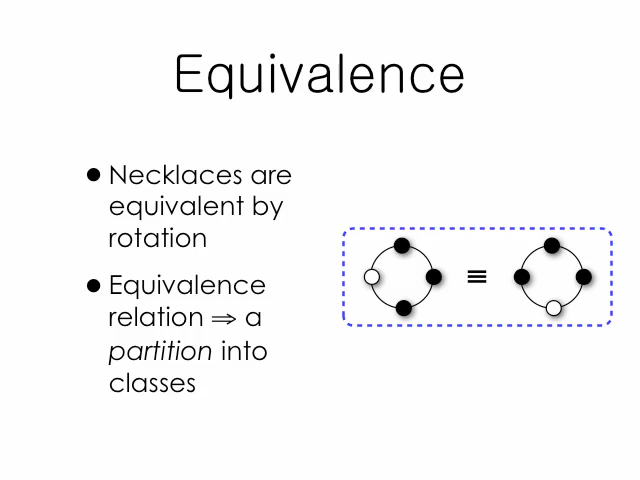 Equivalence
● Necklaces are
equivalent by
rotation
● Equivalence
relation ⇒ a
partition into
classes
≡